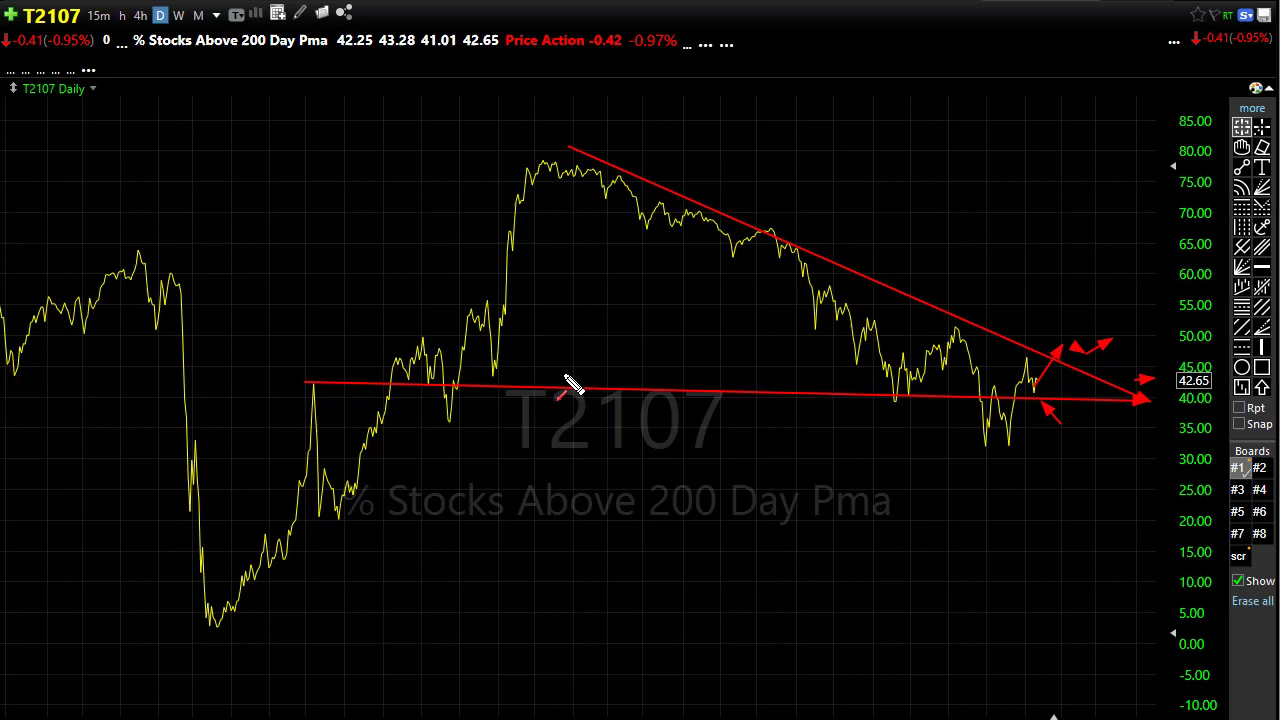 T2107 15m h 4h D W M T RT S
-0.41(-0.95%) 0 ... % Stocks Above 200 Day Pma 42.25 43.28 41.01 42.65 Price Action -0.42 -0.97% ... ... ... ... -0.41(-0.95%)
... ... ... ... ... ...
T2107 Daily
more
85.00
80.00
75.00
70.00
65.00
60.00
55.00
50.00
45.00
42.65
40.00
35.00
30.00
25.00
20.00
15.00
10.00
5.00
0.00
-5.00
-10.00
T2107
% Stocks Above 200 Day Pma
T
Rpt
Snap
Boards
#1 #2
#3 #4
#5 #6
#7 #8
scr
Show
Erase all